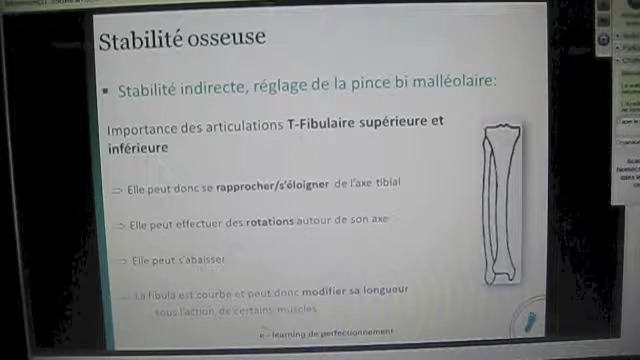 Stabilité osseuse
▪ Stabilité indirecte, réglage de la pince bi malléolaire:
Importance des articulations T-Fibulaire supérieure et
inférieure
⇒ Elle peut donc se rapprocher/s'éloigner de l'axe tibial
⇒ Elle peut effectuer des rotations autour de son axe
⇒ Elle peut s'abaisser
⇒ La fibula est courbe et peut donc modifier sa longueur
sous l'action de certains muscles
e - learning de perfectionnement